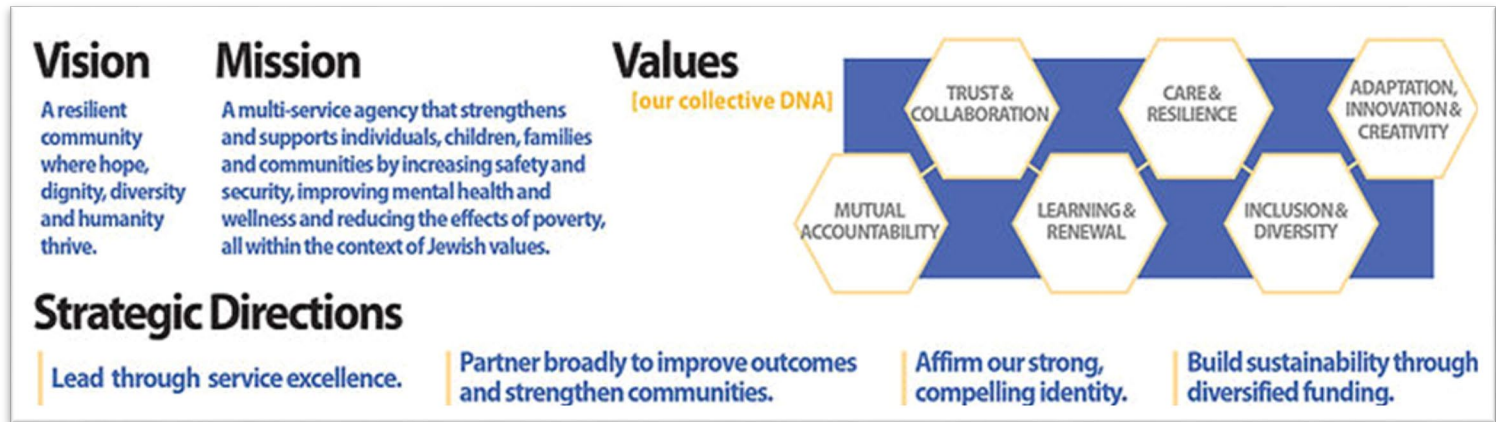 Vision
A resilient
community
where hope,
dignity, diversity
and humanity
thrive.
Mission
A multi-service agency that strengthens
and supports individuals, children, families
and communities by increasing safety and
security, improving mental health and
wellness and reducing the effects of poverty,
all within the context of Jewish values.
Values
[our collective DNA]
TRUST &
COLLABORATION
CARE &
RESILIENCE
ADAPTATION,
INNOVATION &
CREATIVITY
MUTUAL
ACCOUNTABILITY
LEARNING &
RENEWAL
INCLUSION &
DIVERSITY
Strategic Directions
Lead through service excellence.
Partner broadly to improve outcomes
and strengthen communities.
Affirm our strong,
compelling identity.
Build sustainability through
diversified funding.